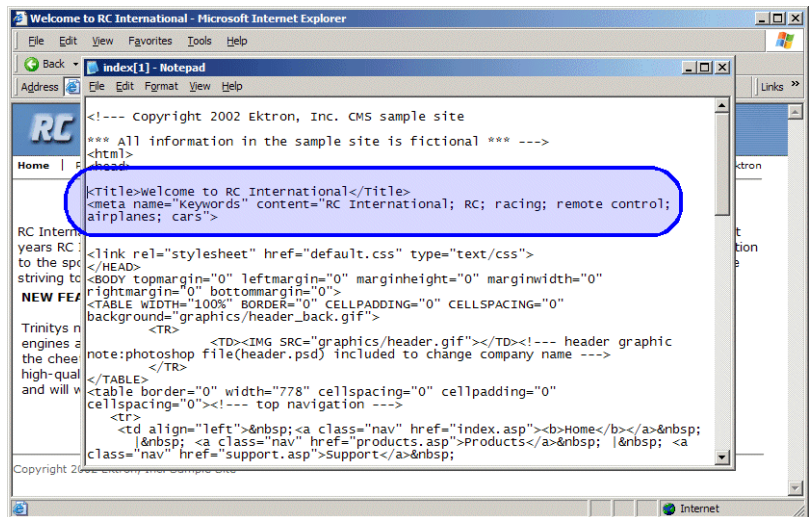 Welcome to RC International - Microsoft Internet Explorer
File Edit View Favorites Tools Help
Back
Address
Links »
index[1] - Notepad
File Edit Format View Help
<!--- Copyright 2002 Ektron, Inc. CMS sample site
*** All information in the sample site is fictional *** --->
<html>
<head>
<Title>Welcome to RC International</Title>
<meta name="Keywords" content="RC International; RC; racing; remote control;
airplanes; cars">
<link rel="stylesheet" href="default.css" type="text/css">
</HEAD>
<BODY topmargin="0" leftmargin="0" marginheight="0" marginwidth="0"
rightmargin="0" bottommargin="0">
<TABLE WIDTH="100%" BORDER="0" CELLPADDING="0" CELLSPACING="0"
background="graphics/header_back.gif">
<TR>
<TD><IMG SRC="graphics/header.gif"></TD><!--- header graphic
note:photoshop file(header.psd) included to change company name --->
</TR>
</TABLE>
<table border="0" width="778" cellspacing="0" cellpadding="0"
cellspacing="0"><!--- top navigation --->
<tr>
<td align="left">&nbsp;<a class="nav" href="index.asp"><b>Home</b></a>&nbsp;
|&nbsp; <a class="nav" href="products.asp">Products</a>&nbsp; |&nbsp; <a
class="nav" href="support.asp">Support</a>&nbsp;
RC
Home |
ktron
RC Intern
years RC
to the spo
striving to
NEW FEA
Trinitys n
engines a
the chee
high-qual
and will w
t
tion
e
Copyright 2002 Ektron, Inc. Sample Site
Internet